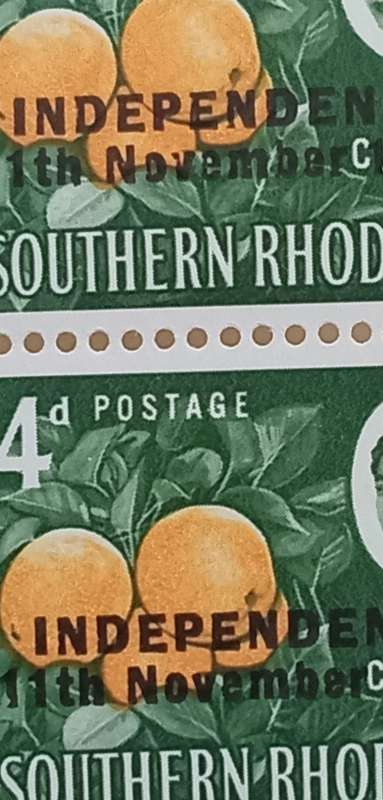 INDEPENDEN
1th November
C
SOUTHERN RHOD
4d POSTAGE
INDEPENDEN
11th November
C
SOUTHERN RHOD